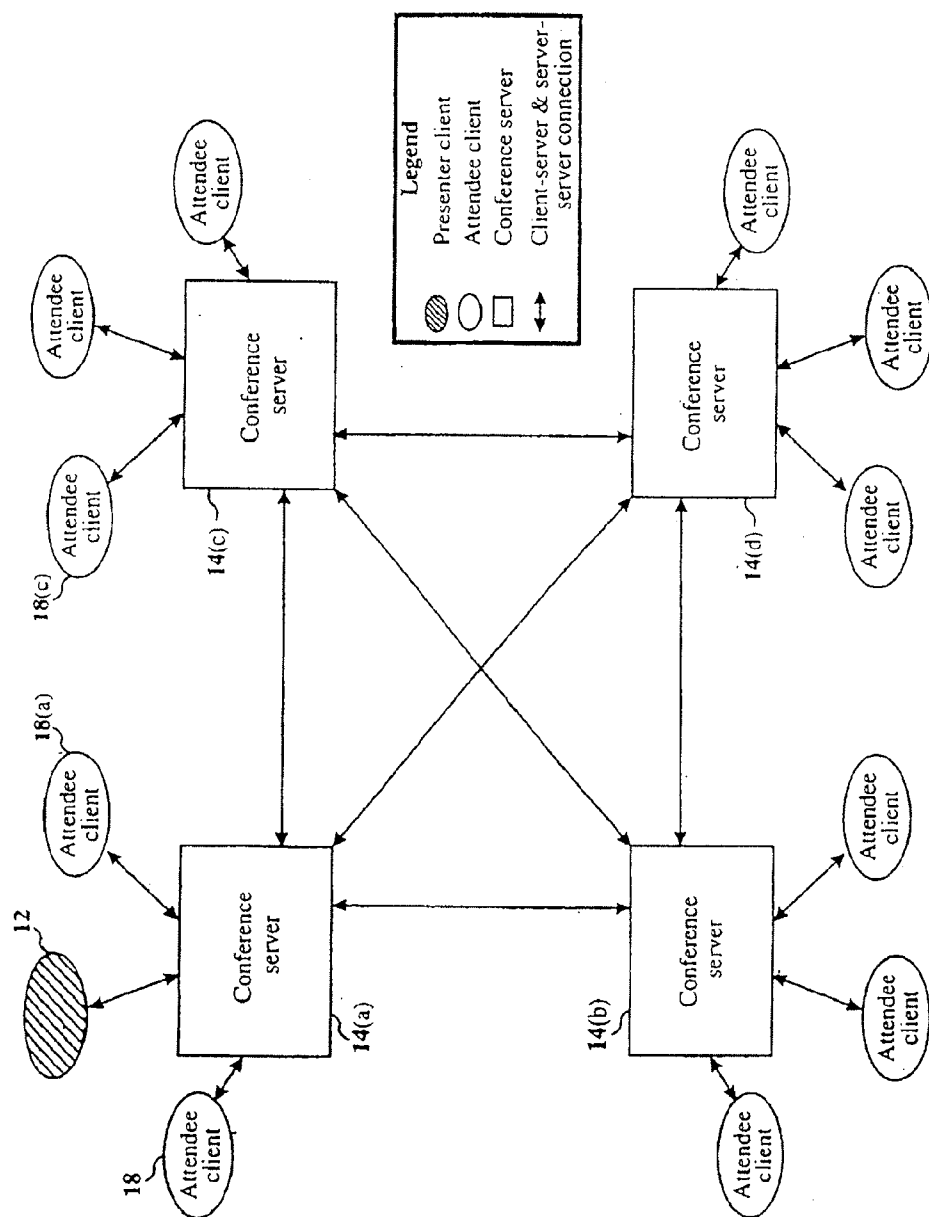 12
18(a)
Attendee
client
18(c)
Attendee
client
Attendee
client
18
Attendee
client
Conference
server
14(a)
Conference
server
14(c)
Attendee
client
Legend
Presenter client
Attendee client
Conference server
Client-server & server-
server connection
14(b)
Conference
server
14(d)
Conference
server
Attendee
client
Attendee
client
Attendee
client
Attendee
client
Attendee
client
Attendee
client